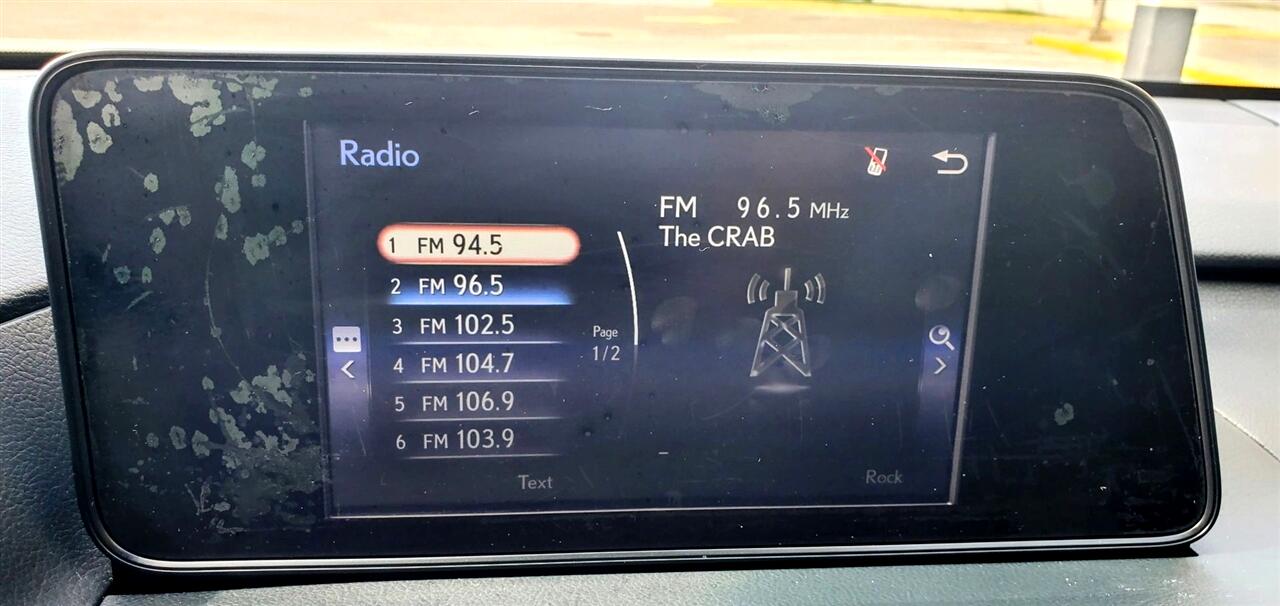 Radio
FM 96.5 MHz
The CRAB
1 FM 94.5
2 FM 96.5
3 FM 102.5
4 FM 104.7
5 FM 106.9
6 FM 103.9
Page
1/2
Text
Rock